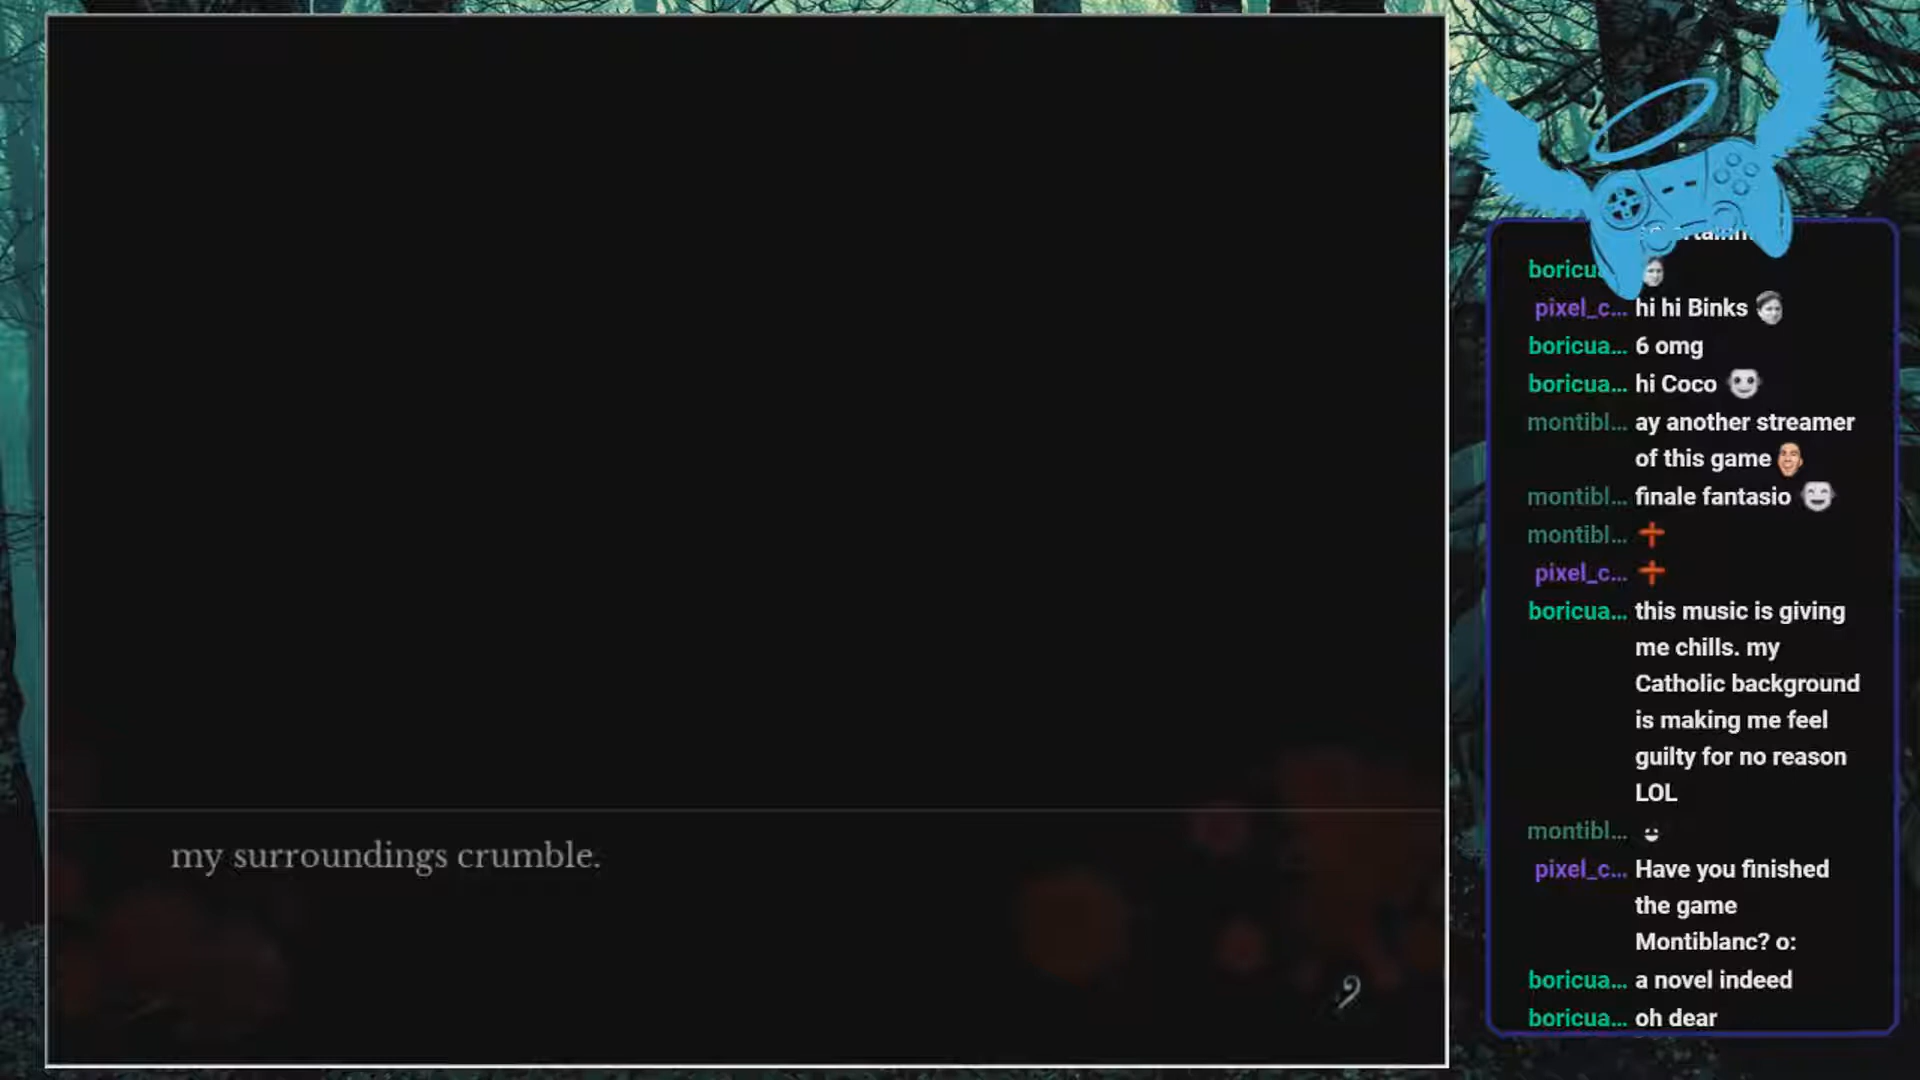 my surroundings crumble.
boricu
pixel_c... hi hi Binks
boricua... 6 omg
boricua... hi Coco
montibl... ay another streamer
of this game
montibl... finale fantasio
montibl...
pixel_c...
boricua... this music is giving
me chills. my
Catholic background
is making me feel
guilty for no reason
LOL
montibl...
pixel_c... Have you finished
the game
Montiblanc? o:
boricua... a novel indeed
boricua... oh dear